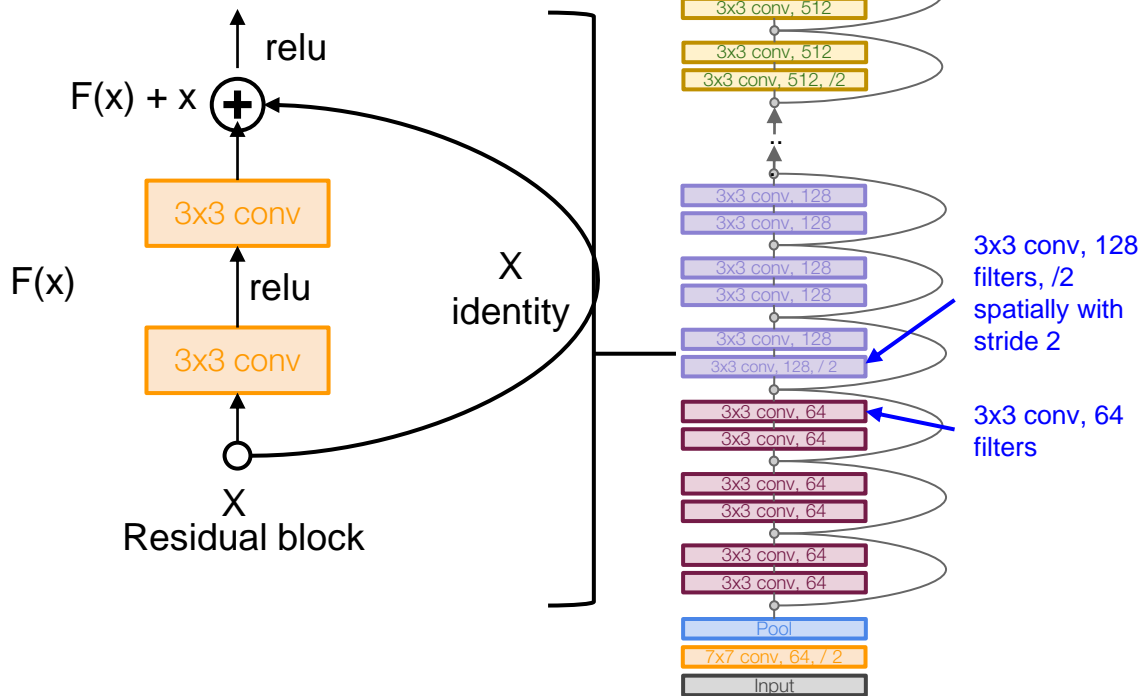 relu
F(x) + x
3x3 conv
F(x)
relu
X
identity
3x3 conv
X
Residual block
3x3 conv, 512
3x3 conv, 512
3x3 conv, 512, /2
..
3x3 conv, 128
3x3 conv, 128
3x3 conv, 128
3x3 conv, 128
3x3 conv, 128
3x3 conv, 128, / 2
3x3 conv, 64
3x3 conv, 64
3x3 conv, 64
3x3 conv, 64
3x3 conv, 64
3x3 conv, 64
Pool
7x7 conv, 64, / 2
Input
3x3 conv, 128
filters, /2
spatially with
stride 2
3x3 conv, 64
filters